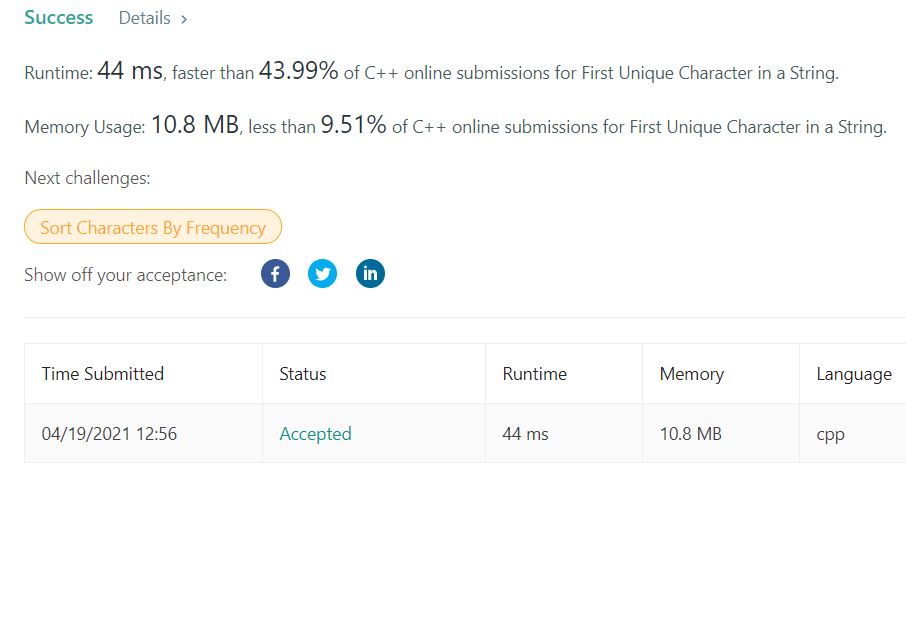 Success Details >
Runtime: 44 ms, faster than 43.99% of C++ online submissions for First Unique Character in a String.
Memory Usage: 10.8 MB, less than 9.51% of C++ online submissions for First Unique Character in a String.
Next challenges:
Sort Characters By Frequency
Show off your acceptance: f in
Time Submitted Status Runtime Memory Language
04/19/2021 12:56 Accepted 44 ms 10.8 MB cpp